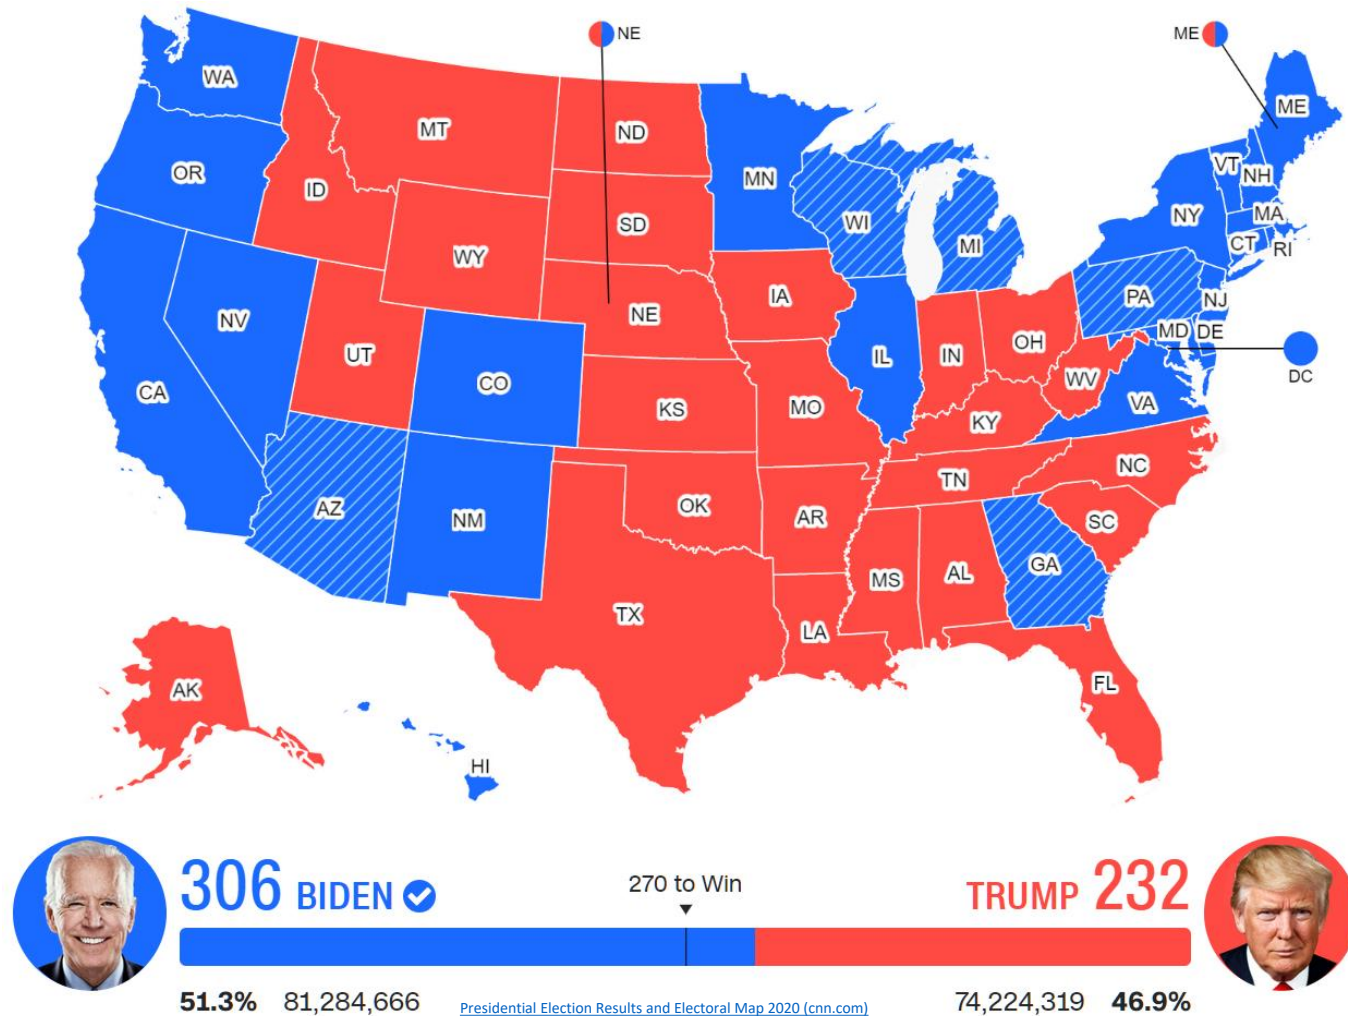 NE
ME
WA
ME
MT
ND
VT
OR
MN
NH
ID
NY
MA
SD
WI
MI
CT
RI
WY
IA
PA
NJ
NE
NV
MD
DE
UT
IL
IN
OH
DC
CO
WV
CA
KS
MO
VA
KY
NC
TN
AZ
NM
OK
AR
SC
GA
MS
AL
TX
LA
AK
FL
HI
306 BIDEN
270 to Win
TRUMP 232
51.3% 81,284,666
Presidential Election Results and Electoral Map 2020 (cnn.com)
74,224,319 46.9%